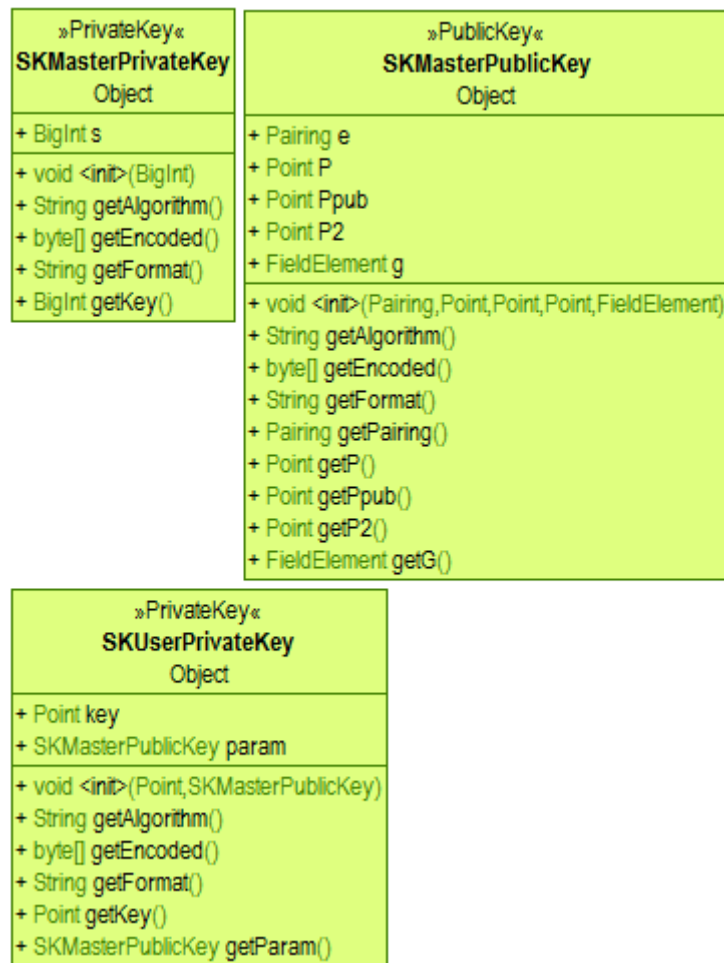 »PrivateKey«
SKMasterPrivateKey
Object
+ BigInt s
+ void <init>(BigInt)
+ String getAlgorithm()
+ byte[] getEncoded()
+ String getFormat()
+ BigInt getKey()
»PublicKey«
SKMasterPublicKey
Object
+ Pairing e
+ Point P
+ Point Ppub
+ Point P2
+ FieldElement g
+ void <init>(Pairing,Point,Point,Point,FieldElement)
+ String getAlgorithm()
+ byte[] getEncoded()
+ String getFormat()
+ Pairing getPairing()
+ Point getP()
+ Point getPpub()
+ Point getP2()
+ FieldElement getG()
»PrivateKey«
SKUserPrivateKey
Object
+ Point key
+ SKMasterPublicKey param
+ void <init>(Point,SKMasterPublicKey)
+ String getAlgorithm()
+ byte[] getEncoded()
+ String getFormat()
+ Point getKey()
+ SKMasterPublicKey getParam()